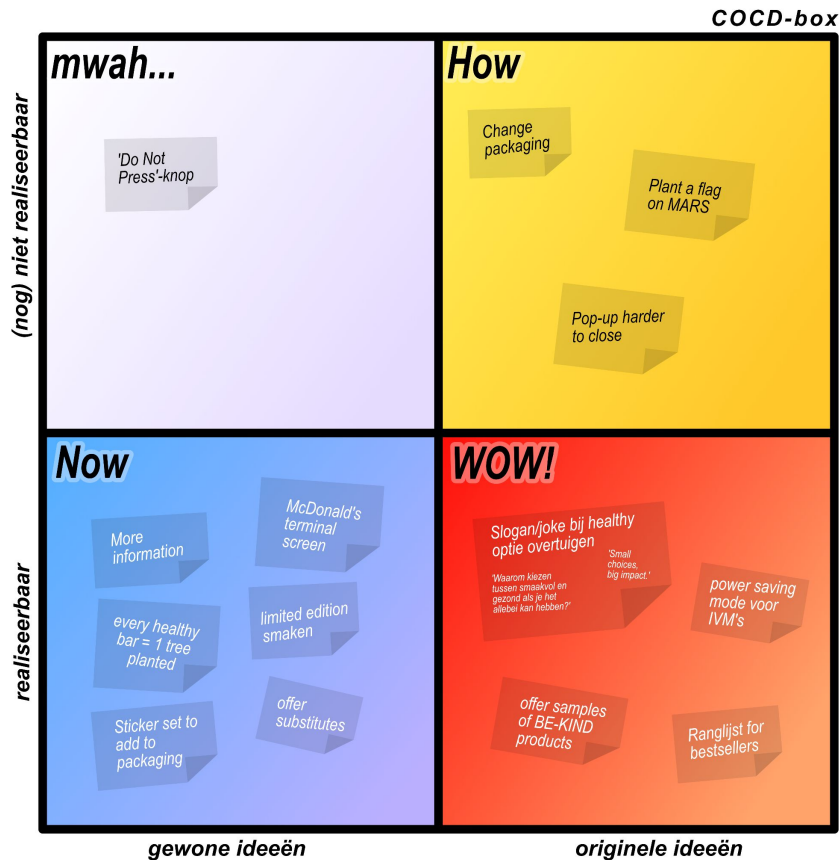 COCD-box
mwah...
'Do Not
Press'-knop
How
Change
packaging
Plant a flag
on MARS
Pop-up harder
to close
(nog) niet realiseerbaar
Now
More
information
McDonald's
terminal
screen
every healthy
bar = 1 tree
planted
limited edition
smaken
Sticker set to
add to
packaging
offer
substitutes
WOW!
Slogan/joke bij healthy
optie overtuigen
'Waarom kiezen
tussen smaakvol en
gezond als je het
allebei kan hebben?'
'Small
choices,
big impact.'
power saving
mode voor
IVM's
offer samples
of BE-KIND
products
Ranglijst for
bestsellers
realiseerbaar
gewone ideeën
originele ideeën